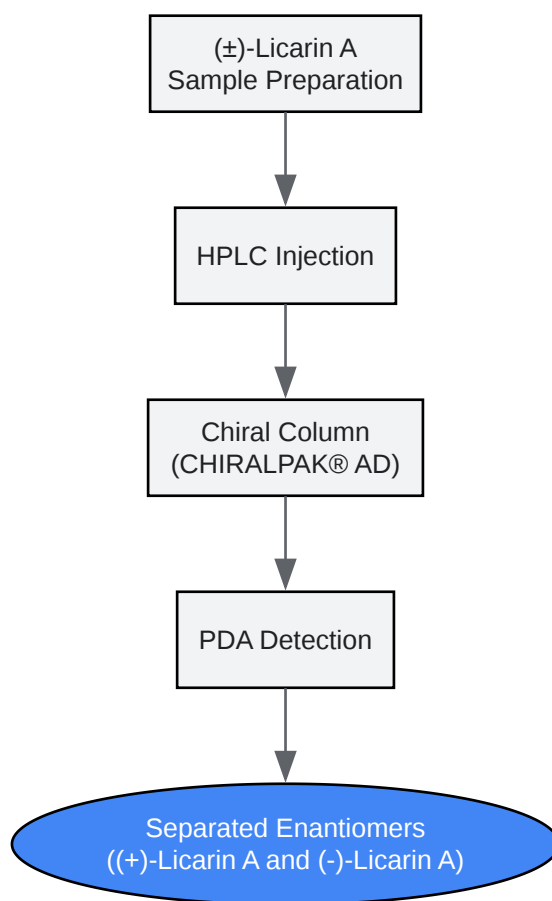 (±)-Licarin A
Sample Preparation
HPLC Injection
Chiral Column
(CHIRALPAK® AD)
PDA Detection
Separated Enantiomers
((+)-Licarin A and (-)-Licarin A)